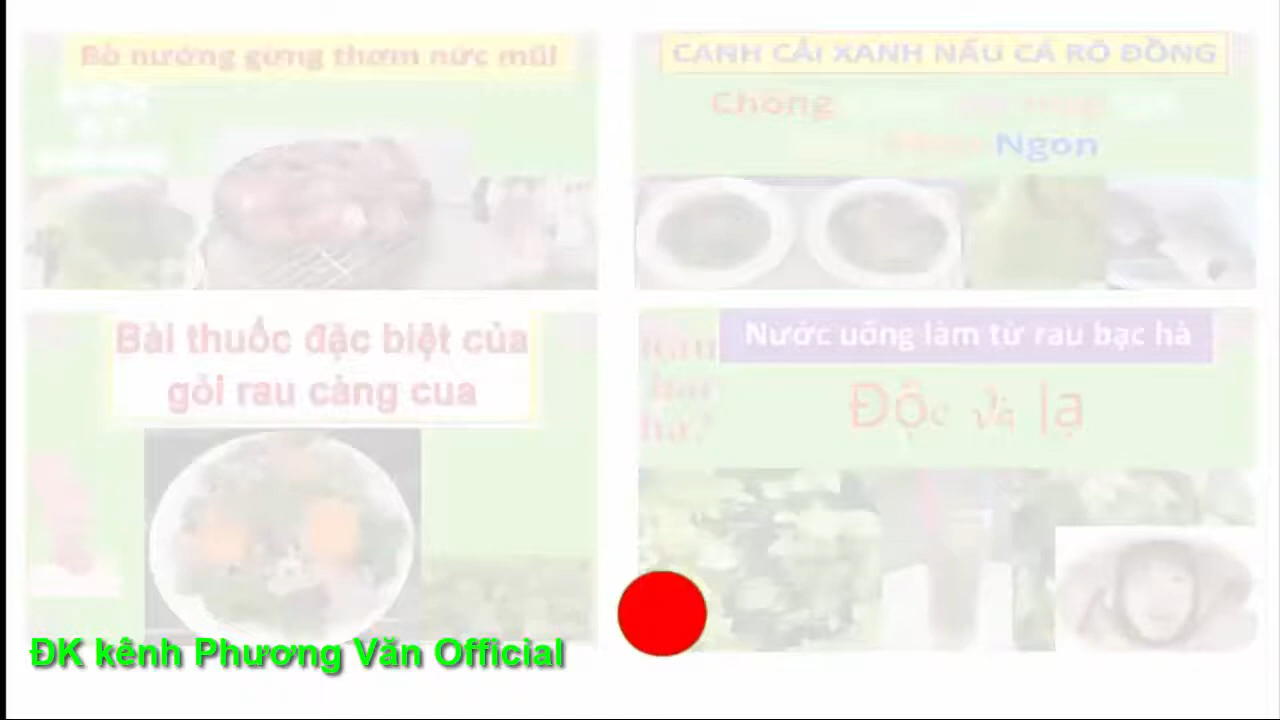 Bò nướng gừng thơm nức mũi
CANH CẢI XANH NẤU CÁ RÔ ĐỒNG
Chồng
Ngon
Bài thuốc đặc biệt của
gỏi rau càng cua
Nước uống làm từ rau bạc hà
Độc và lạ
ĐK kênh Phương Văn Official